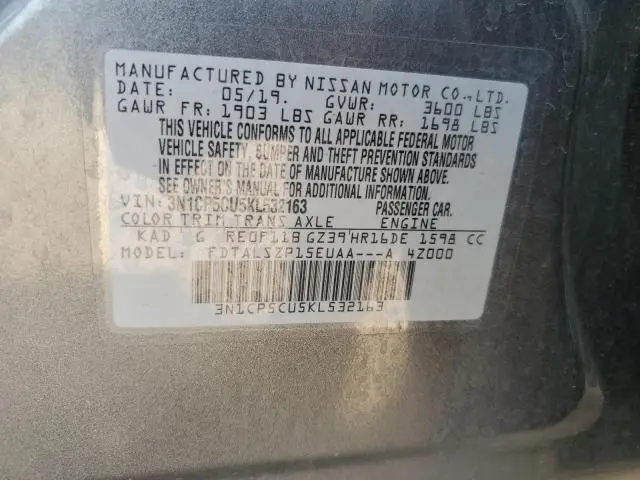 MANUFACTURED BY NISSAN MOTOR CO.,LTD.
DATE: 05/19. GVWR: 3600 LBS
GAWR FR: 1903 LBS GAWR RR: 1698 LBS
THIS VEHICLE CONFORMS TO ALL APPLICABLE FEDERAL MOTOR
VEHICLE SAFETY, BUMPER AND THEFT PREVENTION STANDARDS
IN EFFECT ON THE DATE OF MANUFACTURE SHOWN ABOVE.
SEE OWNER'S MANUAL FOR ADDITIONAL INFORMATION.
VIN: 3N1CP5CU5KL532163 PASSENGER CAR.
COLOR TRIM TRANS AXLE ENGINE
KAD G RE0F11B GZ39 HR16DE 1598 CC
MODEL: 4Z000
3N1CP5CU5KL532163